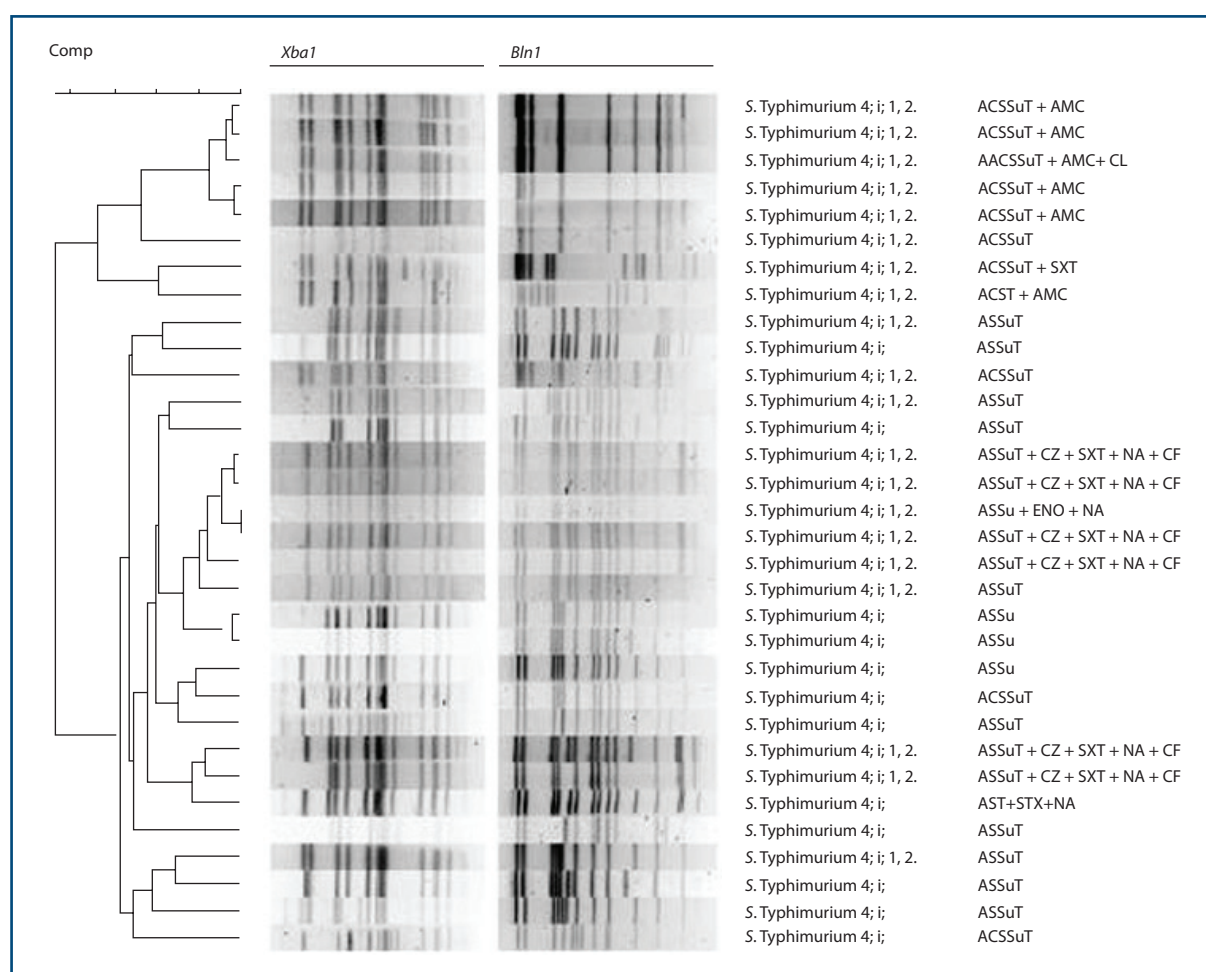 Comp Xba1 Bln1
S. Typhimurium 4; i; 1, 2. ACSSuT + AMC
S. Typhimurium 4; i; 1, 2. ACSSuT + AMC
S. Typhimurium 4; i; 1, 2. AACSSuT + AMC+ CL
S. Typhimurium 4; i; 1, 2. ACSSuT + AMC
S. Typhimurium 4; i; 1, 2. ACSSuT + AMC
S. Typhimurium 4; i; 1, 2. ACSSuT
S. Typhimurium 4; i; 1, 2. ACSSuT + SXT
S. Typhimurium 4; i; 1, 2. ACST + AMC
S. Typhimurium 4; i; 1, 2. ASSuT
S. Typhimurium 4; i; ASSuT
S. Typhimurium 4; i; 1, 2. ACSSuT
S. Typhimurium 4; i; 1, 2. ASSuT
S. Typhimurium 4; i; ASSuT
S. Typhimurium 4; i; 1, 2. ASSuT + CZ + SXT + NA + CF
S. Typhimurium 4; i; 1, 2. ASSuT + CZ + SXT + NA + CF
S. Typhimurium 4; i; 1, 2. ASSu + ENO + NA
S. Typhimurium 4; i; 1, 2. ASSuT + CZ + SXT + NA + CF
S. Typhimurium 4; i; 1, 2. ASSuT + CZ + SXT + NA + CF
S. Typhimurium 4; i; 1, 2. ASSuT
S. Typhimurium 4; i; ASSu
S. Typhimurium 4; i; ASSu
S. Typhimurium 4; i; ASSu
S. Typhimurium 4; i; ACSSuT
S. Typhimurium 4; i; ASSuT
S. Typhimurium 4; i; 1, 2. ASSuT + CZ + SXT + NA + CF
S. Typhimurium 4; i; 1, 2. ASSuT + CZ + SXT + NA + CF
S. Typhimurium 4; i; AST+STX+NA
S. Typhimurium 4; i; ASSuT
S. Typhimurium 4; i; 1, 2. ASSuT
S. Typhimurium 4; i; ASSuT
S. Typhimurium 4; i; ASSuT
S. Typhimurium 4; i; ACSSuT